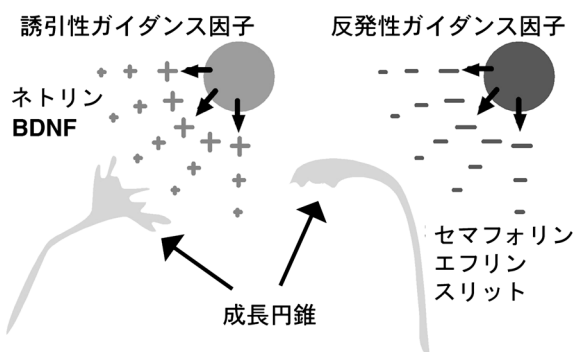 誘引性ガイダンス因子
反発性ガイダンス因子
ネトリン
BDNF
セマフォリン
エフリン
スリット
成長円錐